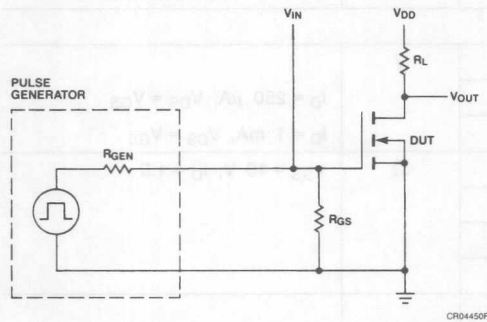 VIN
VDD
RL
PULSE
GENERATOR
VOUT
RGEN
DUT
RGS
CR04450F